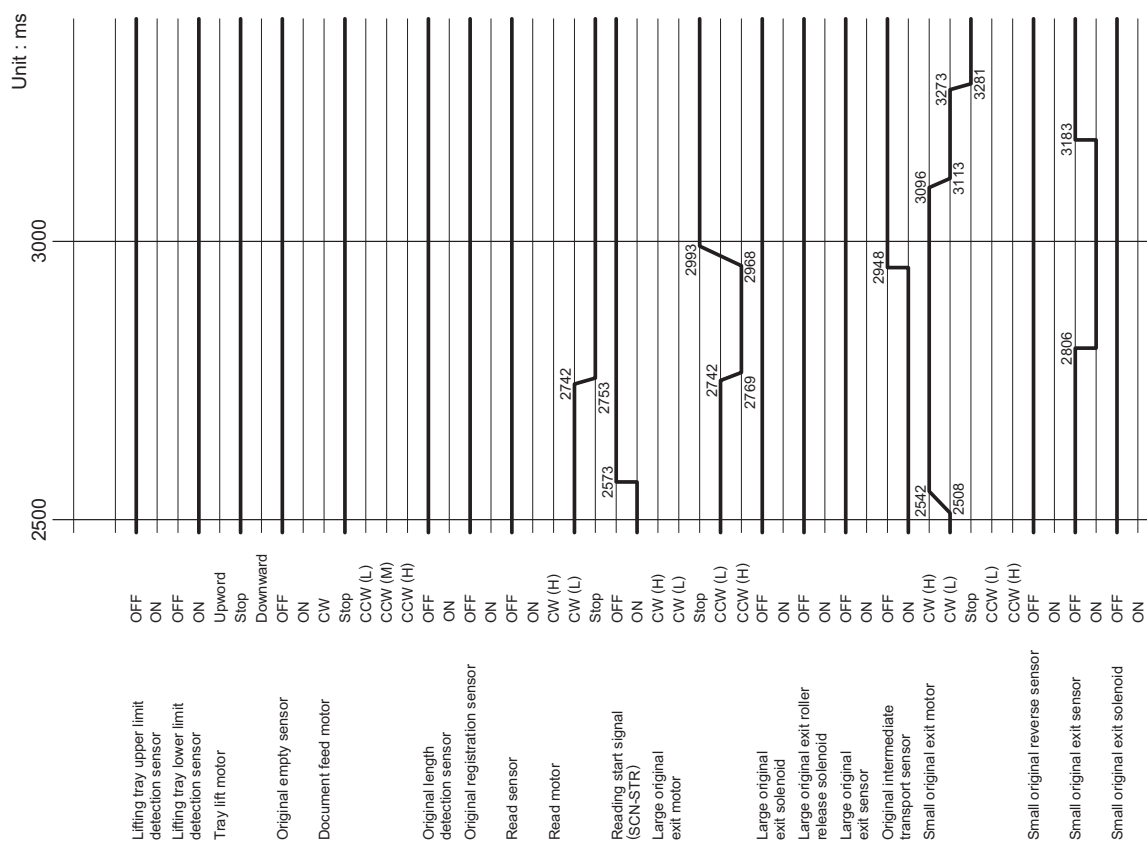 Unit : ms
2500
3000
Lifting tray upper limit
detection sensor
OFF
ON
Lifting tray lower limit
detection sensor
OFF
ON
Tray lift motor
Upword
Stop
Downward
Original empty sensor
OFF
ON
Document feed motor
CW
Stop
CCW (L)
CCW (M)
CCW (H)
Original length
detection sensor
OFF
ON
Original registration sensor
OFF
ON
Read sensor
OFF
ON
Read motor
CW (H)
CW (L)
Stop
2742
2753
Reading start signal
(SCN-STR)
OFF
ON
2573
Large original
exit motor
CW (H)
CW (L)
Stop
CCW (L)
CCW (H)
2742
2769
2993
2968
Large original
exit solenoid
OFF
ON
Large original exit roller
release solenoid
OFF
ON
Large original
exit sensor
OFF
ON
Original intermediate
transport sensor
OFF
ON
2948
Small original exit motor
CW (H)
CW (L)
Stop
CCW (L)
CCW (H)
2542
2508
3096
3113
3273
3281
Small original reverse sensor
OFF
ON
Small original exit sensor
OFF
ON
2806
3183
Small original exit solenoid
OFF
ON